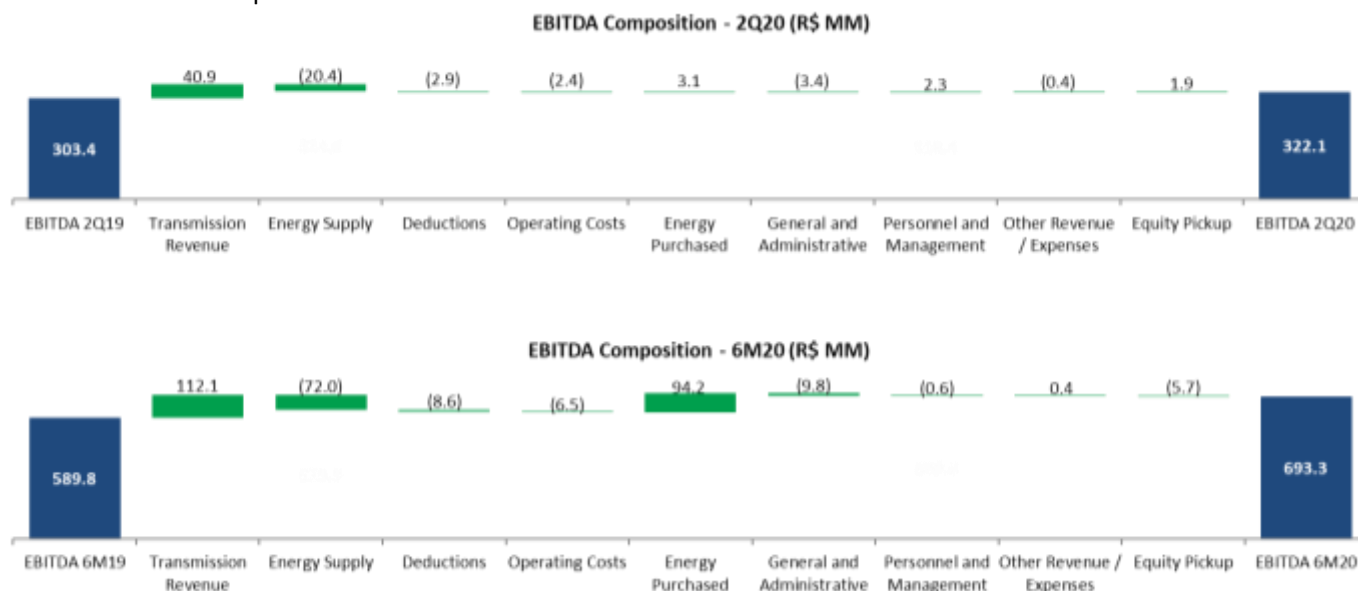 EBITDA Composition - 2Q20 (R$ MM)
40.9 (20.4) (2.9) (2.4) 3.1 (3.4) 2.3 (0.4) 1.9
303.4 322.1
EBITDA 2Q19 Transmission Energy Supply Deductions Operating Costs Energy General and Personnel and Other Revenue Equity Pickup EBITDA 2Q20
Revenue Purchased Administrative Management / Expenses
EBITDA Composition - 6M20 (R$ MM)
112.1 (72.0) (8.6) (6.5) 94.2 (9.8) (0.6) 0.4 (5.7)
589.8 693.3
EBITDA 6M19 Transmission Energy Supply Deductions Operating Costs Energy General and Personnel and Other Revenue / Equity Pickup EBITDA 6M20
Revenue Purchased Administrative Management Expenses